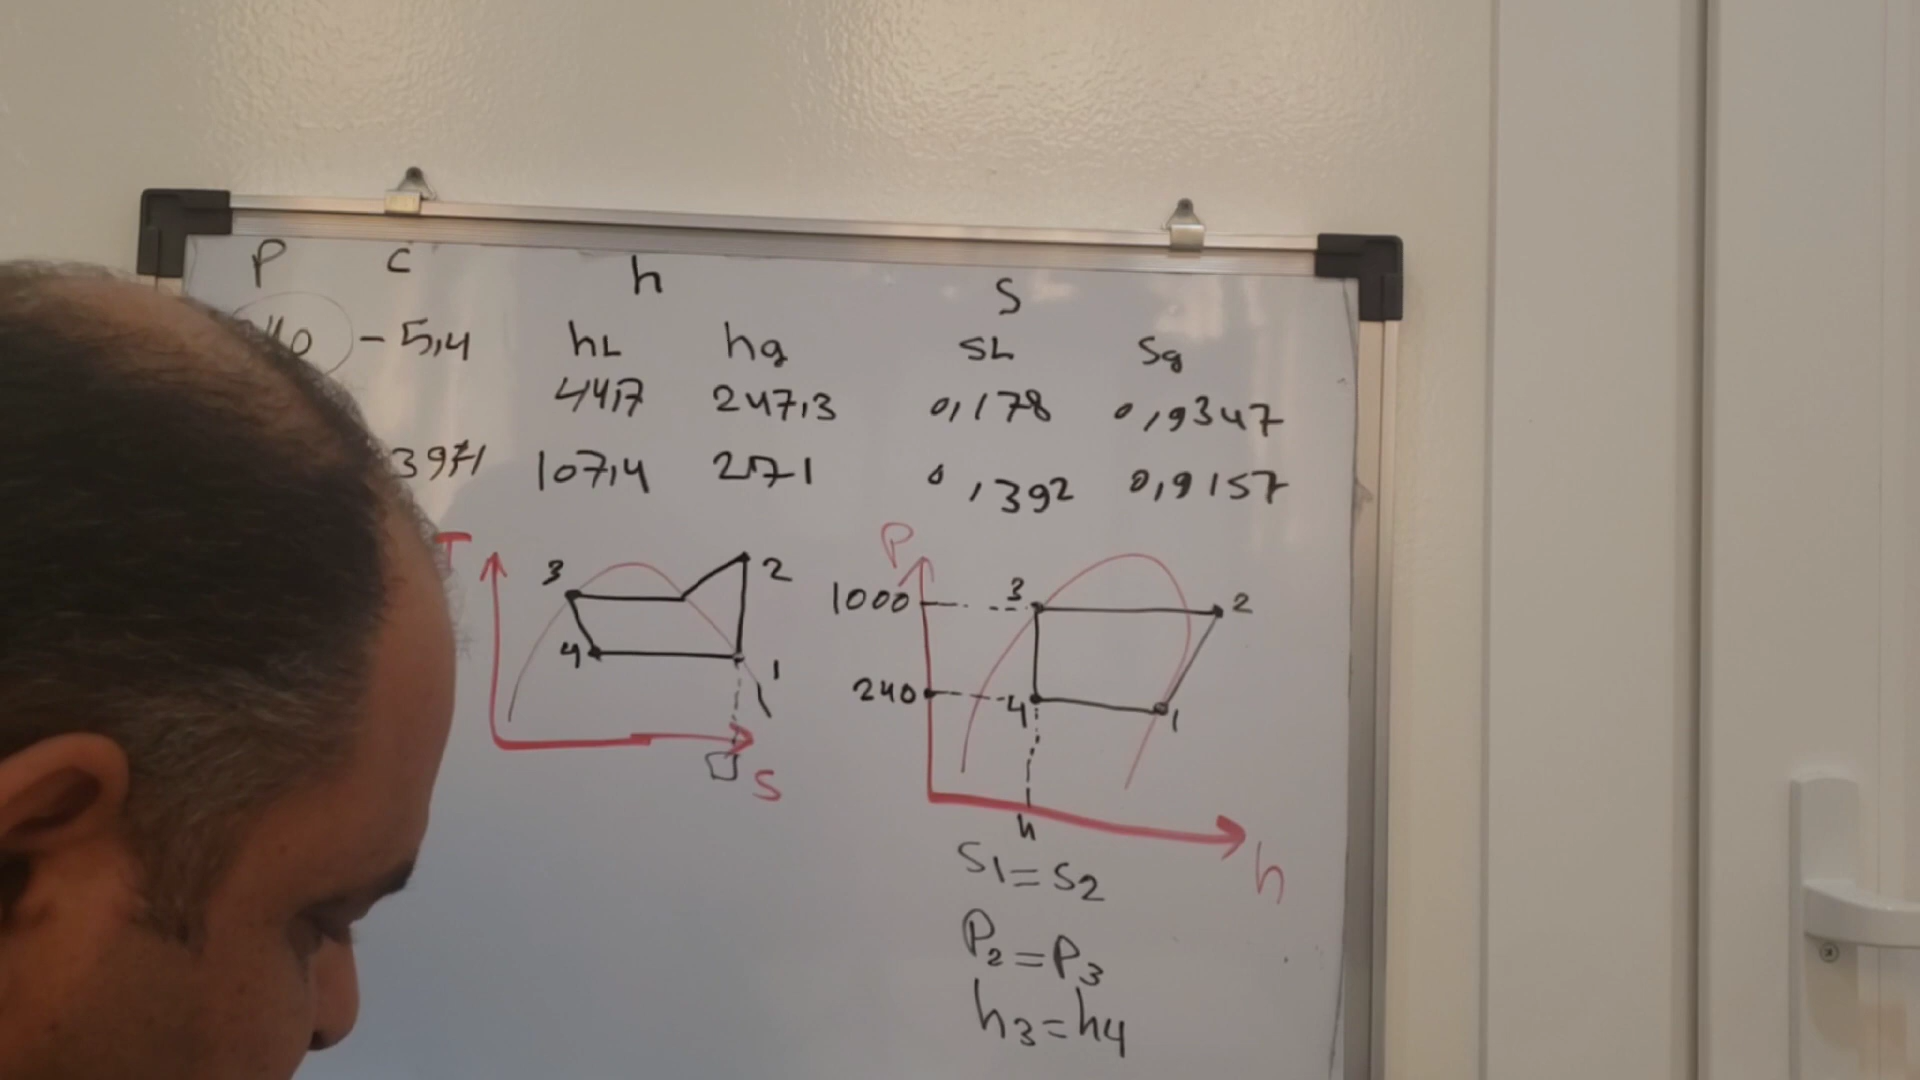 P C h S
- 5,4 hL hg SL Sg
44,7 247,3 0,178 0,9347
3971 107,4 271 0,392 0,9157
T P
3 2 1000 3 2
4 1 240 4 1
S h h
S1=S2
P2=P3
h3=h4